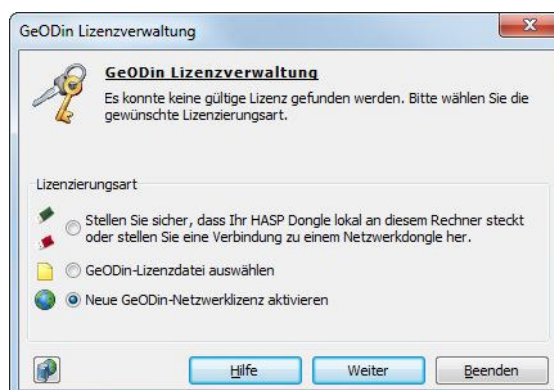 GeODin Lizenzverwaltung
GeODin Lizenzverwaltung
Es konnte keine gültige Lizenz gefunden werden. Bitte wählen Sie die
gewünschte Lizenzierungsart.
Lizenzierungsart
Stellen Sie sicher, dass Ihr HASP Dongle lokal an diesem Rechner steckt
oder stellen Sie eine Verbindung zu einem Netzwerkdongle her.
GeODin-Lizenzdatei auswählen
Neue GeODin-Netzwerklizenz aktivieren
Hilfe
Weiter
Beenden